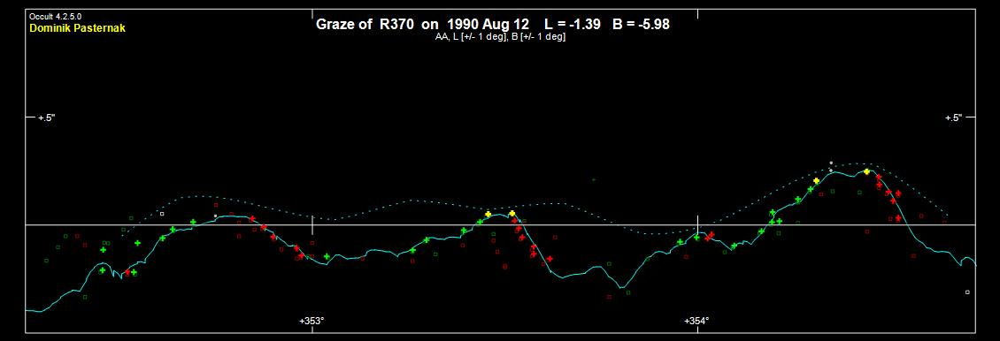 Occult 4.2.5.0
Dominik Pasternak
Graze of R370 on 1990 Aug 12 L = -1.39 B = -5.98
AA, L [+/- 1 deg], B [+/- 1 deg]
+.5" +.5"
+353° +354°